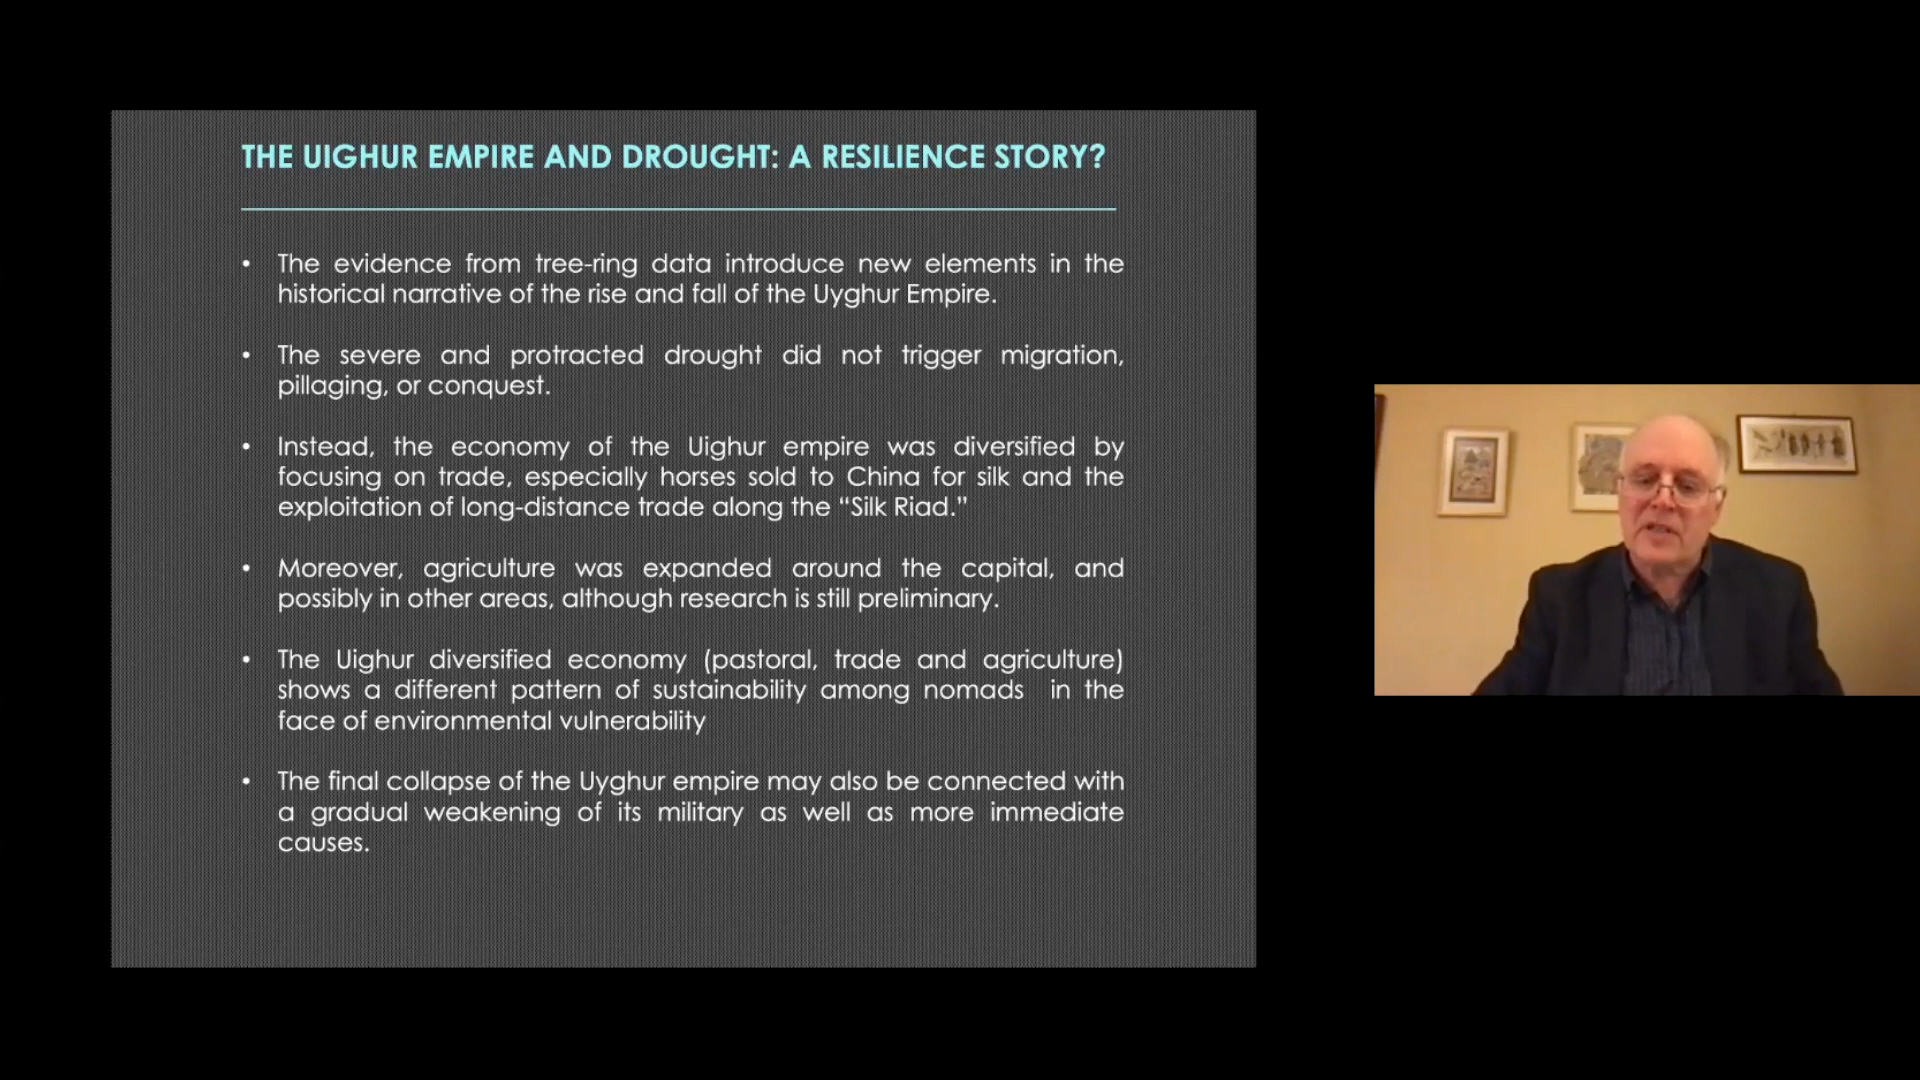 THE UIGHUR EMPIRE AND DROUGHT: A RESILIENCE STORY?
• The evidence from tree-ring data introduce new elements in the
historical narrative of the rise and fall of the Uyghur Empire.
• The severe and protracted drought did not trigger migration,
pillaging, or conquest.
• Instead, the economy of the Uighur empire was diversified by
focusing on trade, especially horses sold to China for silk and the
exploitation of long-distance trade along the “Silk Riad.”
• Moreover, agriculture was expanded around the capital, and
possibly in other areas, although research is still preliminary.
• The Uighur diversified economy (pastoral, trade and agriculture)
shows a different pattern of sustainability among nomads in the
face of environmental vulnerability
• The final collapse of the Uyghur empire may also be connected with
a gradual weakening of its military as well as more immediate
causes.